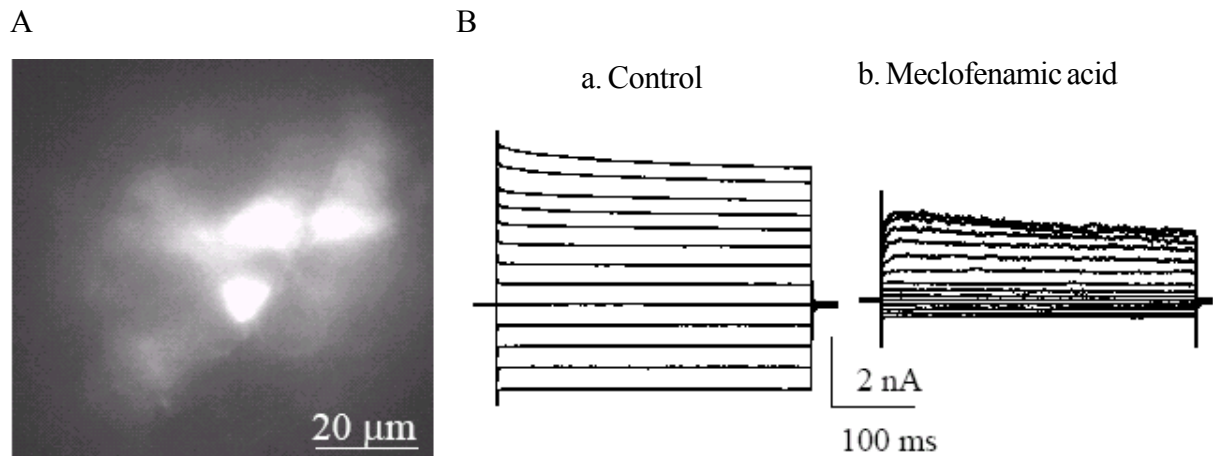 A
B
a. Control
b. Meclofenamic acid
20 µm
2 nA
100 ms